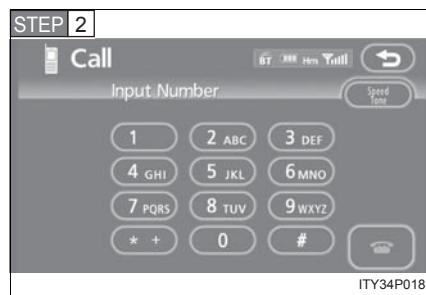 STEP 2
Call
BT Hm
Input Number
Speed Tone
1 2 ABC 3 DEF
4 GHI 5 JKL 6 MNO
7 PQRS 8 TUV 9 WXYZ
* + 0 #
ITY34P018